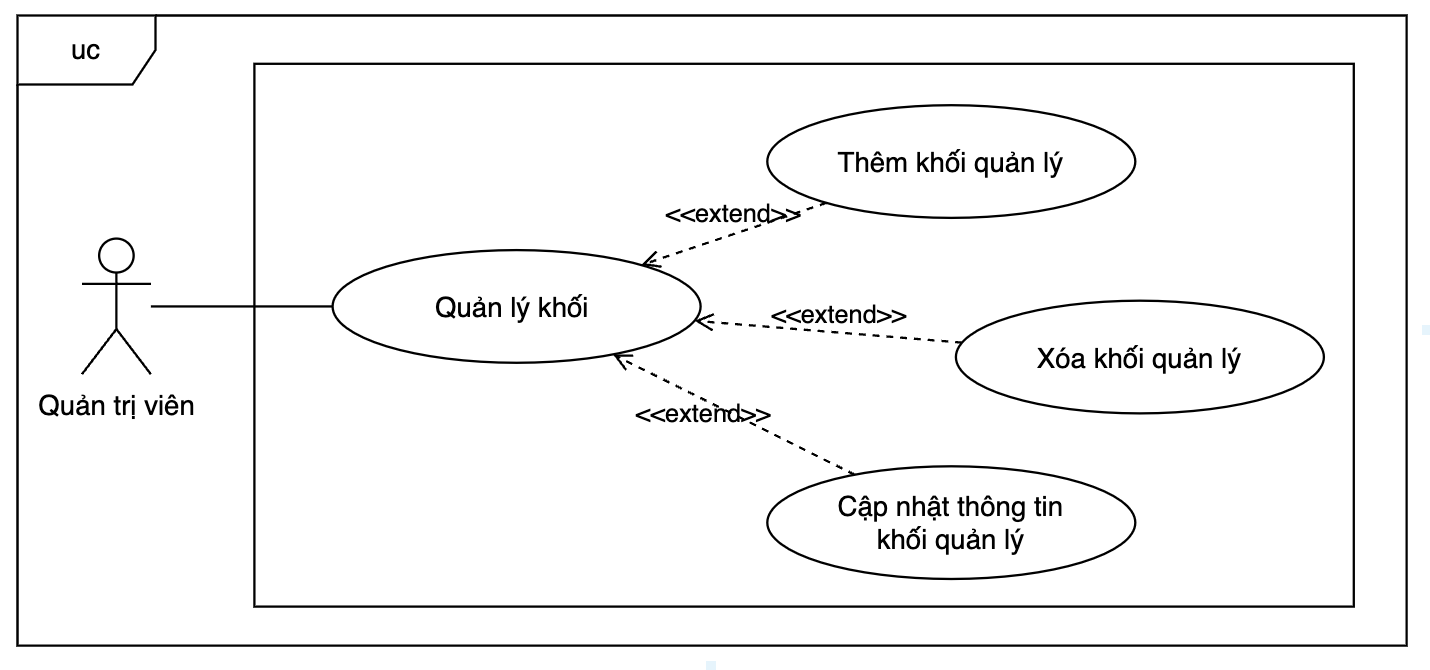 uc
Thêm khối quản lý
<<extend>>
Quản lý khối
<<extend>>
Xóa khối quản lý
Quản trị viên
<<extend>>
Cập nhật thông tin
khối quản lý